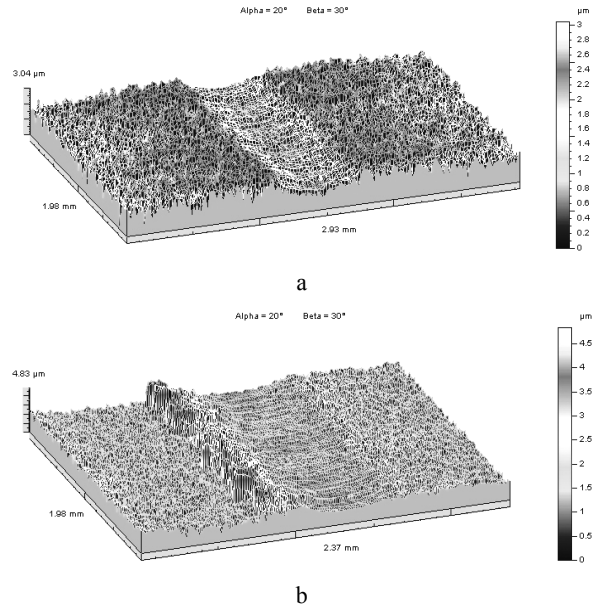 Alpha = 20° Beta = 30°
µm
3.04 µm
3
2.8
2.6
2.4
2.2
2
1.8
1.6
1.4
1.2
1
0.8
0.6
0.4
0.2
0
1.98 mm
2.93 mm
a
Alpha = 20° Beta = 30°
µm
4.83 µm
4.5
4
3.5
3
2.5
2
1.5
1
0.5
0
1.98 mm
2.37 mm
b